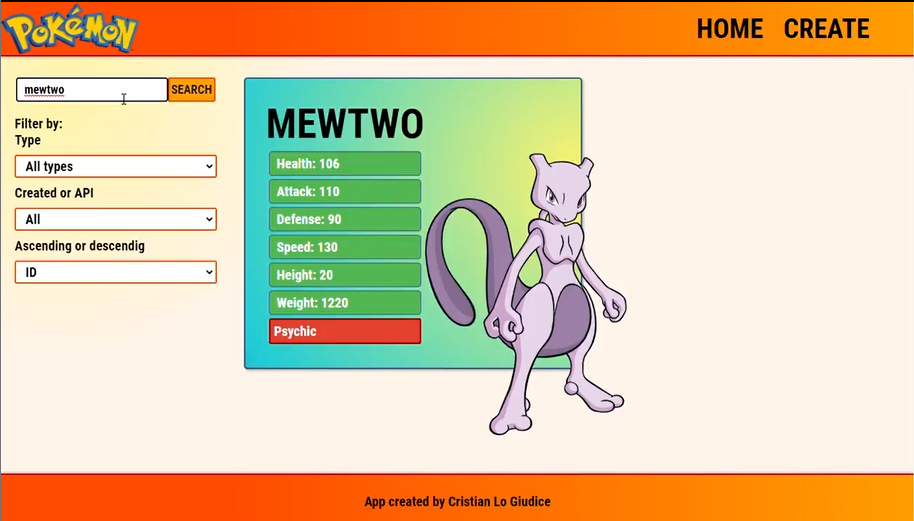 POKéMON
HOME CREATE
mewtwo SEARCH
Filter by:
Type
All types
Created or API
All
Ascending or descendig
ID
MEWTWO
Health: 106
Attack: 110
Defense: 90
Speed: 130
Height: 20
Weight: 1220
Psychic
App created by Cristian Lo Giudice